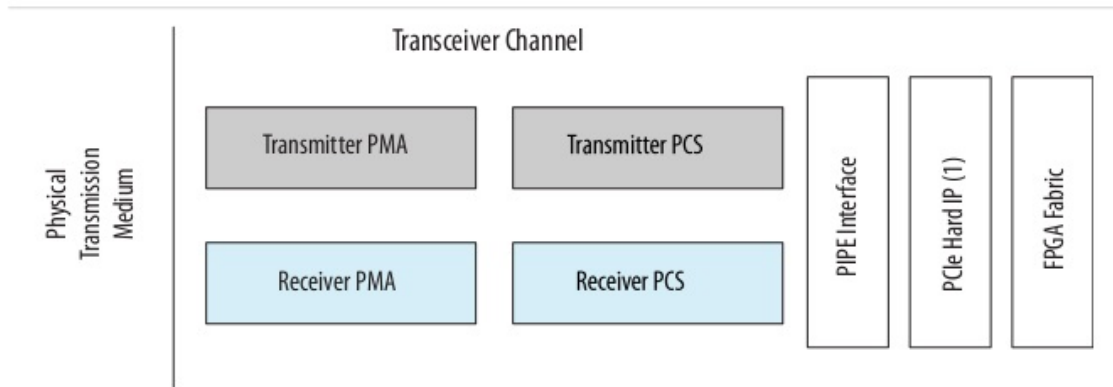 Transceiver Channel
Physical
Transmission
Medium
Transmitter PMA
Transmitter PCS
Receiver PMA
Receiver PCS
PIPE Interface
PCIe Hard IP (1)
FPGA Fabric